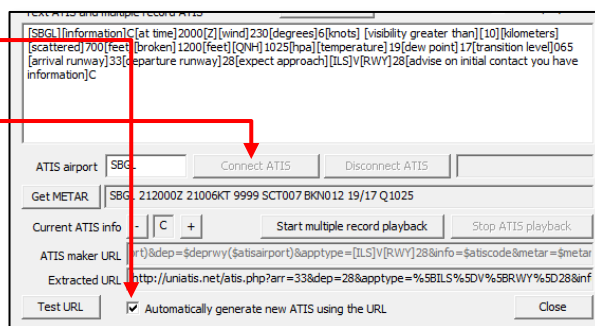 Text ATIS and multiple record ATIS
[SBGL][information]C[at time]2000[Z][wind]230[degrees]6[knots] [visibility greater than][10][kilometers]
[scattered]700[feet][broken]1200[feet][QNH]1025[hpa][temperature]19[dew point]17[transition level]065
[arrival runway]33[departure runway]28[expect approach][ILS]V[RWY]28[advise on initial contact you have
information]C
ATIS airport SBGL Connect ATIS Disconnect ATIS
Get METAR SBGL 212000Z 21006KT 9999 SCT007 BKN012 19/17 Q1025
Current ATIS info - C + Start multiple record playback Stop ATIS playback
ATIS maker URL ort)&dep=$deprwy($atisairport)&apptype=[ILS]V[RWY]28&info=$atiscode&metar=$metar
Extracted URL http://uniatis.net/atis.php?arr=33&dep=28&apptype=%5BILS%5DV%5BRWY%5D28&inf
Test URL Automatically generate new ATIS using the URL Close